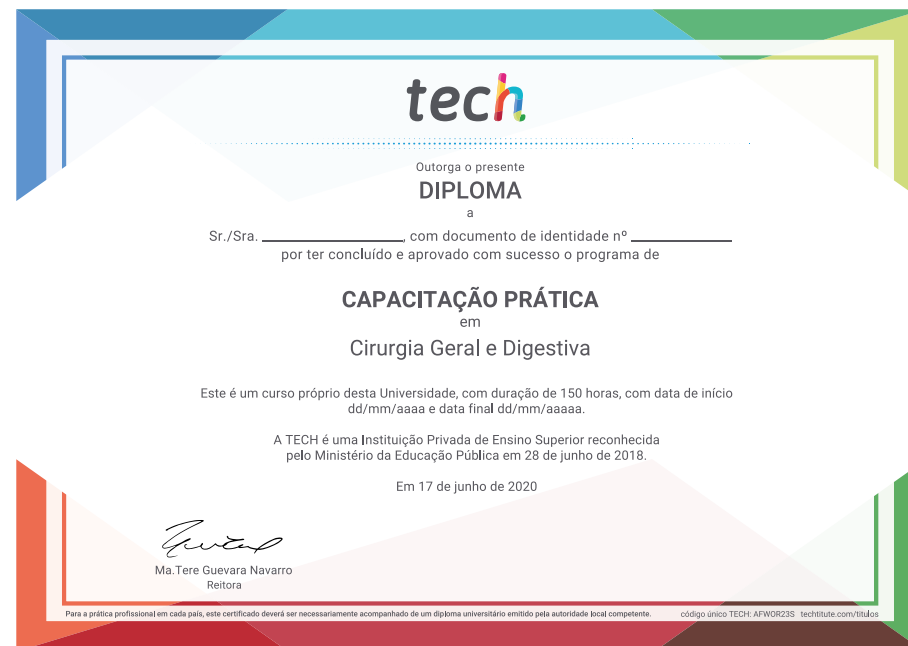 tech
Outorga o presente
DIPLOMA
a
Sr./Sra. ________________, com documento de identidade nº ____________
por ter concluído e aprovado com sucesso o programa de
CAPACITAÇÃO PRÁTICA
em
Cirurgia Geral e Digestiva
Este é um curso próprio desta Universidade, com duração de 150 horas, com data de início
dd/mm/aaaa e data final dd/mm/aaaaa.
A TECH é uma Instituição Privada de Ensino Superior reconhecida
pelo Ministério da Educação Pública em 28 de junho de 2018.
Em 17 de junho de 2020
Ma.Tere Guevara Navarro
Reitora
Para a prática profissional em cada país, este certificado deverá ser necessariamente acompanhado de um diploma universitário emitido pela autoridade local competente. código único TECH: AFWOR23S techtitute.com/titulos